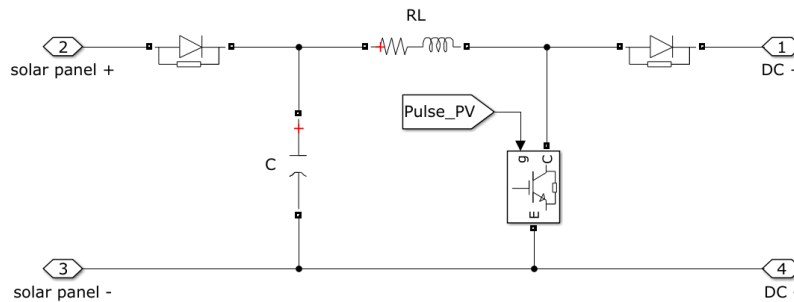 RL
2
1
solar panel +
DC
Pulse_PV
g
C
C
E
3
4
solar panel -
DC